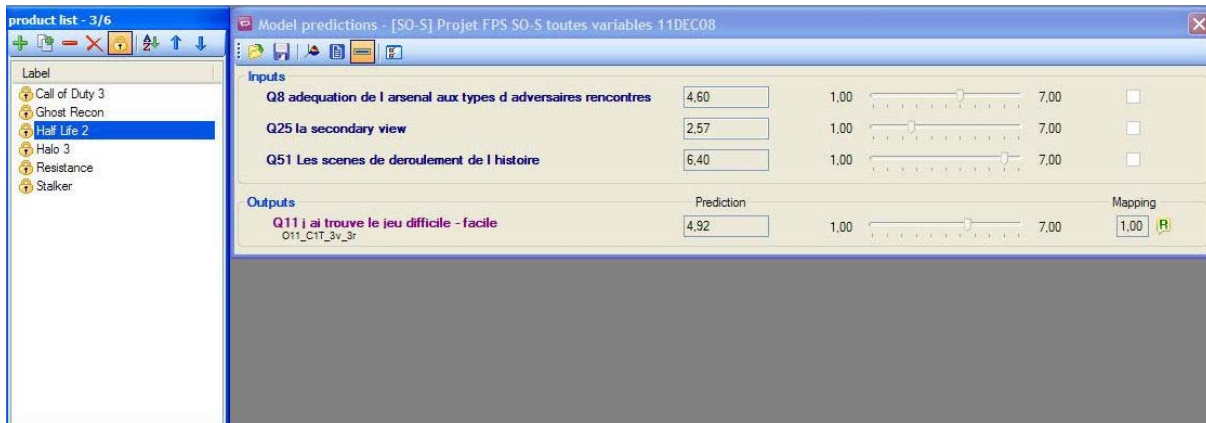 product list - 3/6
Label
Call of Duty 3
Ghost Recon
Half Life 2
Halo 3
Resistance
Stalker
Model predictions - [SO-S] Projet FPS SO-S toutes variables 11DEC08
Inputs
Q8 adequation de l arsenal aux types d adversaires rencontres 4,60 1,00 7,00
Q25 la secondary view 2,57 1,00 7,00
Q51 Les scenes de deroulement de l histoire 6,40 1,00 7,00
Outputs Prediction Mapping
Q11 j ai trouve le jeu difficile - facile 4,92 1,00 7,00 1,00 R
O11_C1T_3v_3r